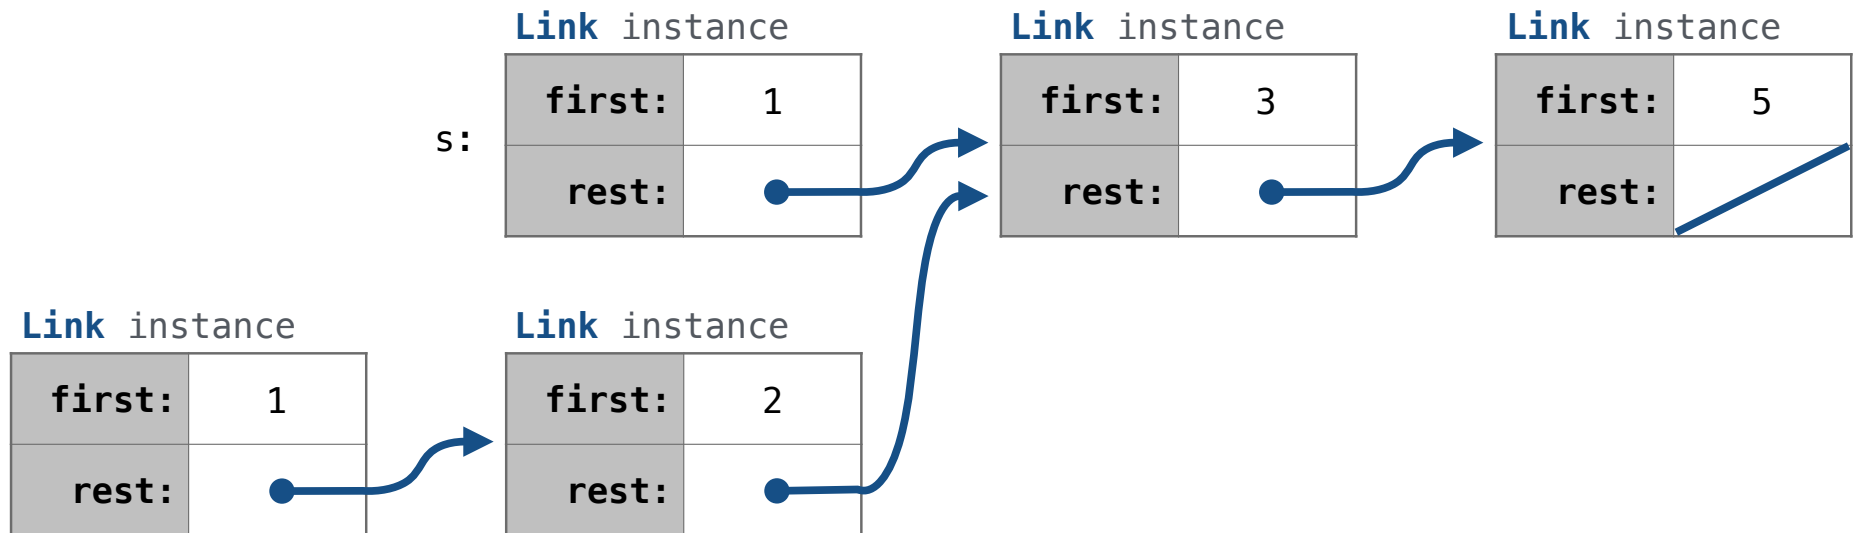 Link instance Link instance Link instance
first: 1 first: 3 first: 5
s:
rest: rest: rest:
Link instance Link instance
first: 1 first: 2
rest: rest: